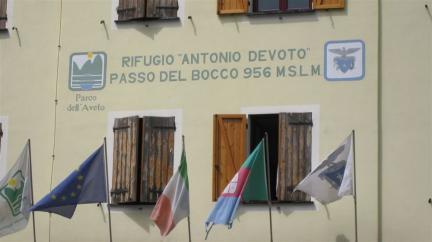 RIFUGIO "ANTONIO DEVOTO"
PASSO DEL BOCCO 956 M.S.L.M
Parco
dell'Aveto